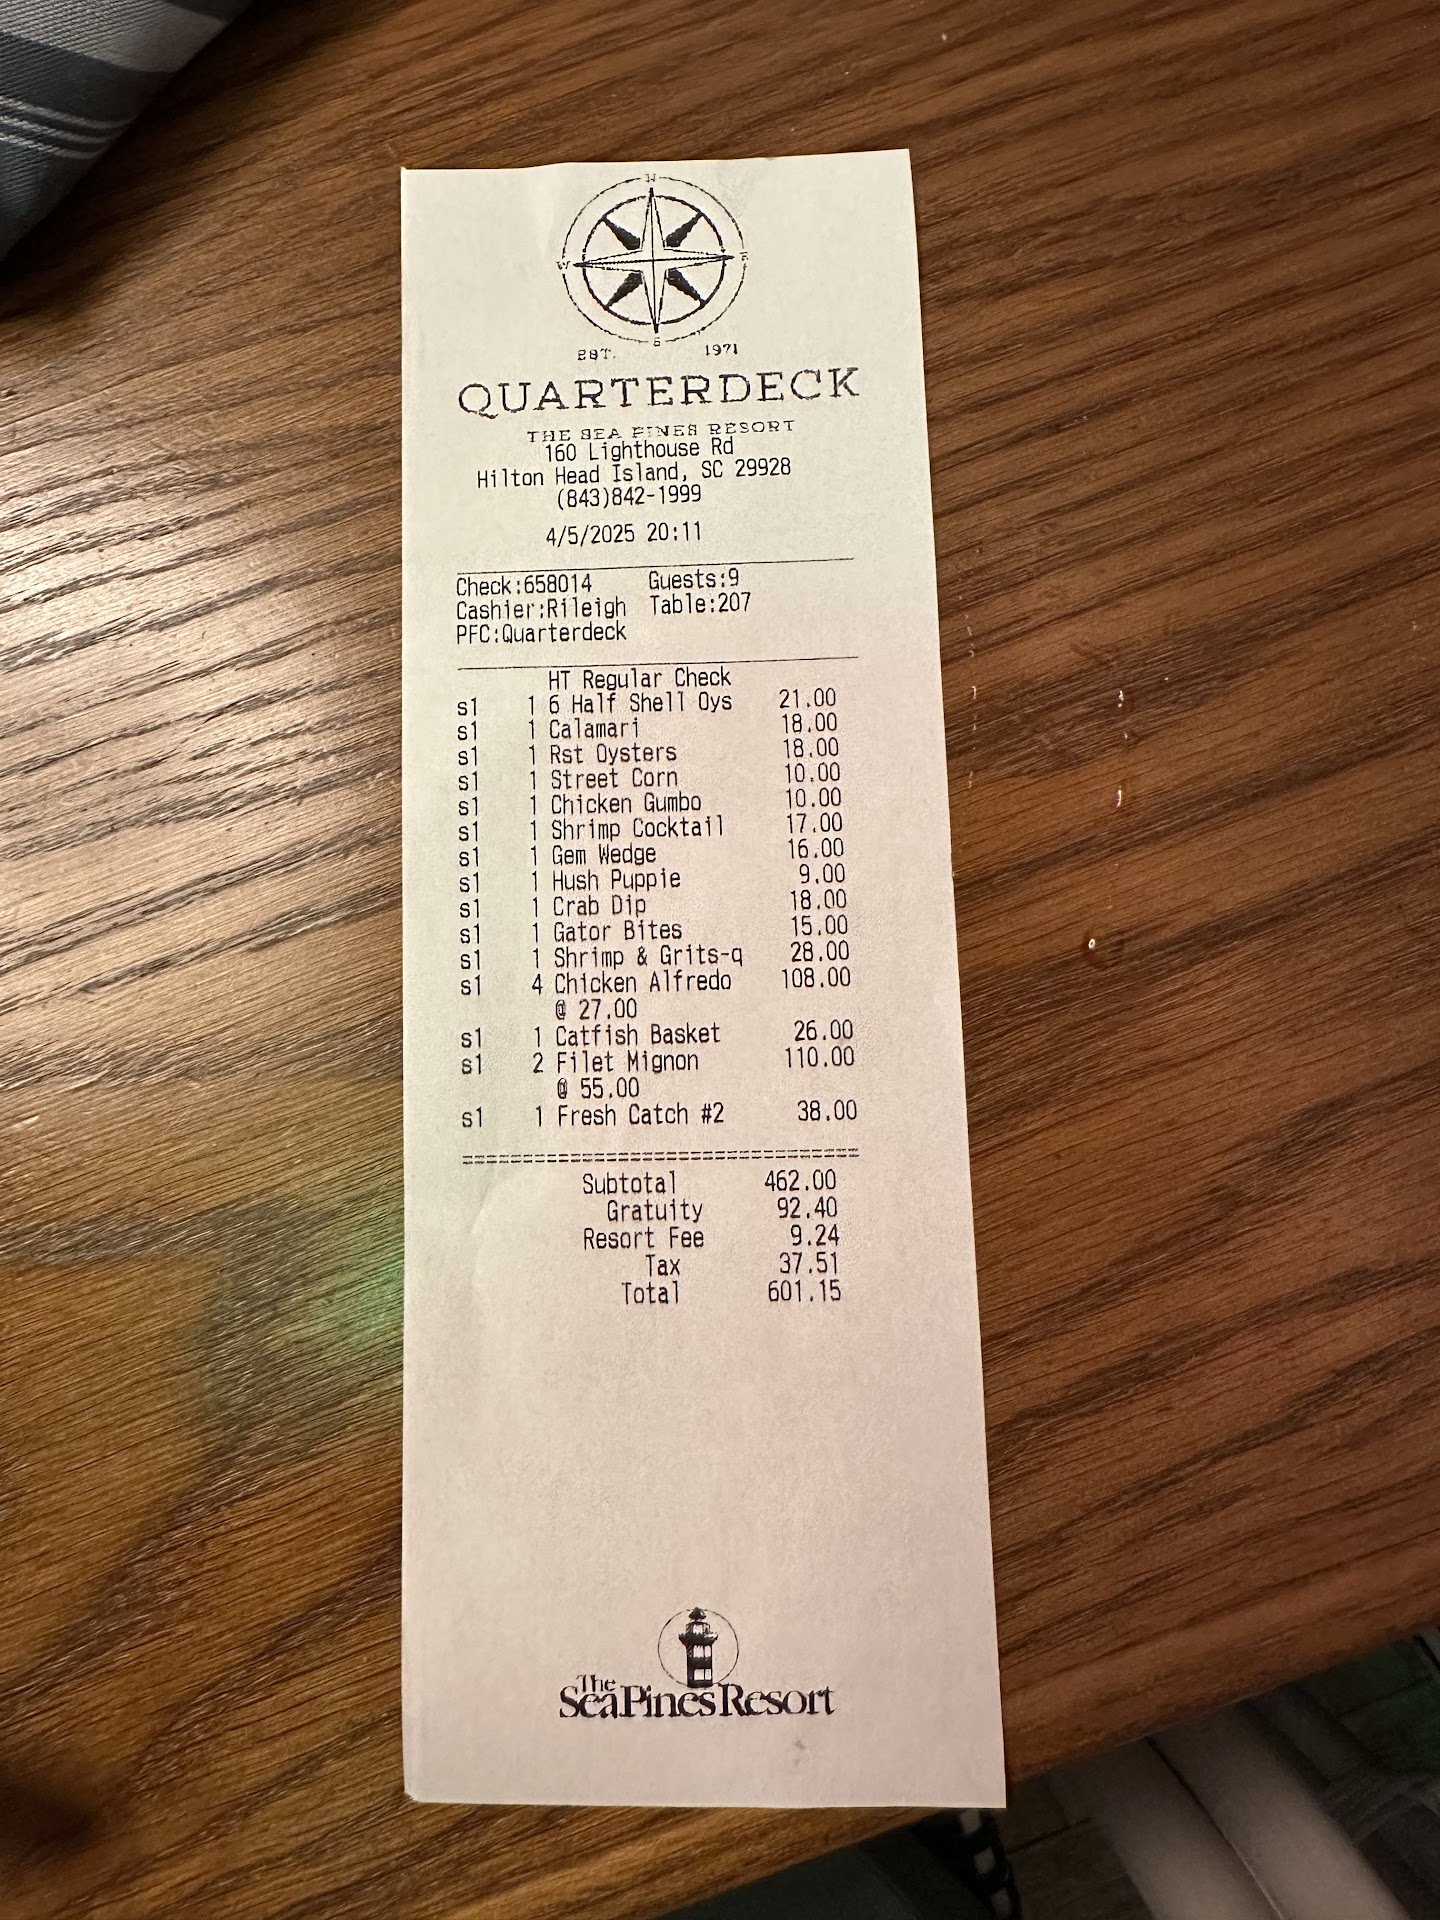 N
W E
S
EST. 1971
QUARTERDECK
THE SEA PINES RESORT
160 Lighthouse Rd
Hilton Head Island, SC 29928
(843)842-1999
4/5/2025 20:11
Check:658014 Guests:9
Cashier:Rileigh Table:207
PFC:Quarterdeck
HT Regular Check
s1 1 6 Half Shell Oys 21.00
s1 1 Calamari 18.00
s1 1 Rst Oysters 18.00
s1 1 Street Corn 10.00
s1 1 Chicken Gumbo 10.00
s1 1 Shrimp Cocktail 17.00
s1 1 Gem Wedge 16.00
s1 1 Hush Puppie 9.00
s1 1 Crab Dip 18.00
s1 1 Gator Bites 15.00
s1 1 Shrimp & Grits-q 28.00
s1 4 Chicken Alfredo 108.00
@ 27.00
s1 1 Catfish Basket 26.00
s1 2 Filet Mignon 110.00
@ 55.00
s1 1 Fresh Catch #2 38.00
=================================
Subtotal 462.00
Gratuity 92.40
Resort Fee 9.24
Tax 37.51
Total 601.15
The
Sea Pines Resort